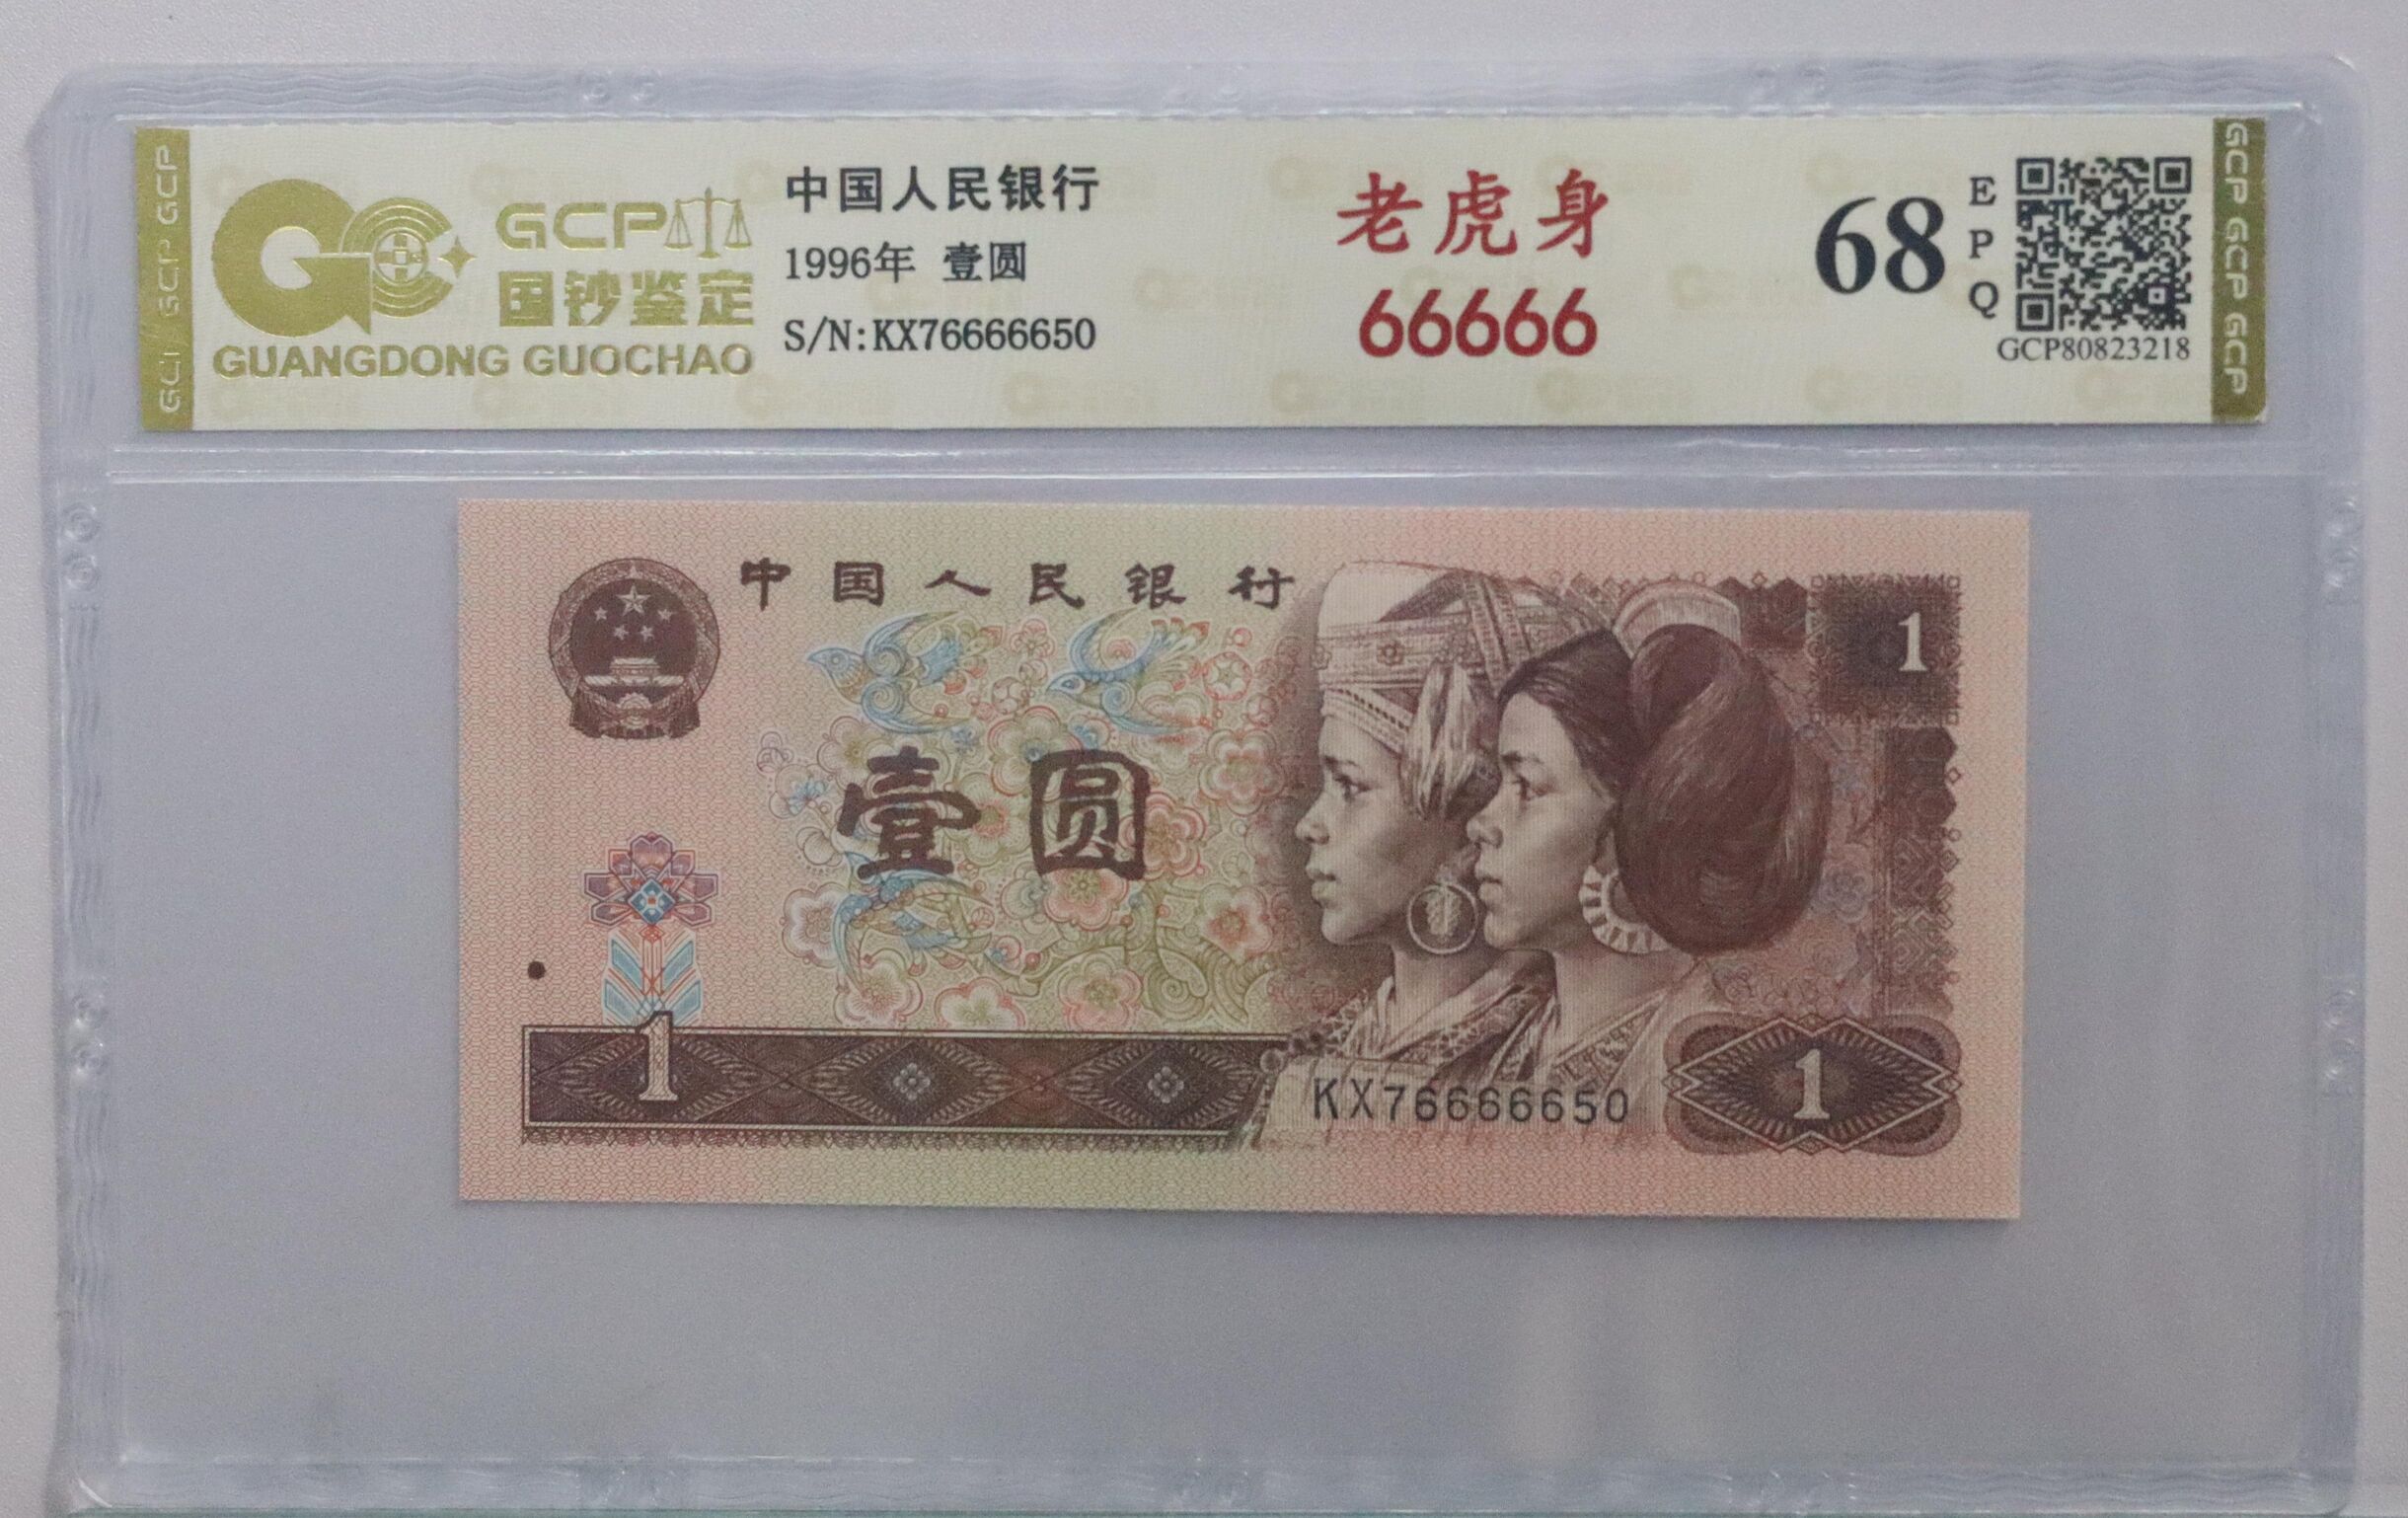 GCP GCP GCP
GCP
国钞鉴定
GUANGDONG GUOCHAO
中国人民银行
1996年 壹圆
S/N:KX76666650
老虎身
66666
68
E
P
Q
GCP80823218
GCP GCP GCP
中国人民银行
1
壹圆
1
KX76666650
1